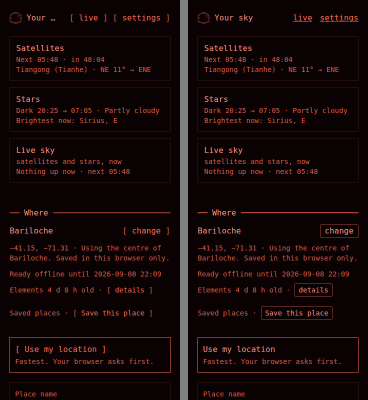 Your … [ live ] [ settings ]
Satellites
Next 05:48 · in 48:04
Tiangong (Tianhe) · NE 11° → ENE
Stars
Dark 20:25 → 07:05 · Partly cloudy
Brightest now: Sirius, E
Live sky
satellites and stars, now
Nothing up now · next 05:48
Where
Bariloche [ change ]
−41.15, −71.31 · Using the centre of
Bariloche. Saved in this browser only.
Ready offline until 2026-09-08 22:09
Elements 4 d 8 h old · [ details ]
Saved places · [ Save this place ]
[ Use my location ]
Fastest. Your browser asks first.
Place name
Your sky live settings
Satellites
Next 05:48 · in 48:04
Tiangong (Tianhe) · NE 11° → ENE
Stars
Dark 20:25 → 07:05 · Partly cloudy
Brightest now: Sirius, E
Live sky
satellites and stars, now
Nothing up now · next 05:48
Where
Bariloche change
−41.15, −71.31 · Using the centre of
Bariloche. Saved in this browser only.
Ready offline until 2026-09-08 22:09
Elements 4 d 8 h old · details
Saved places · Save this place
Use my location
Fastest. Your browser asks first.
Place name